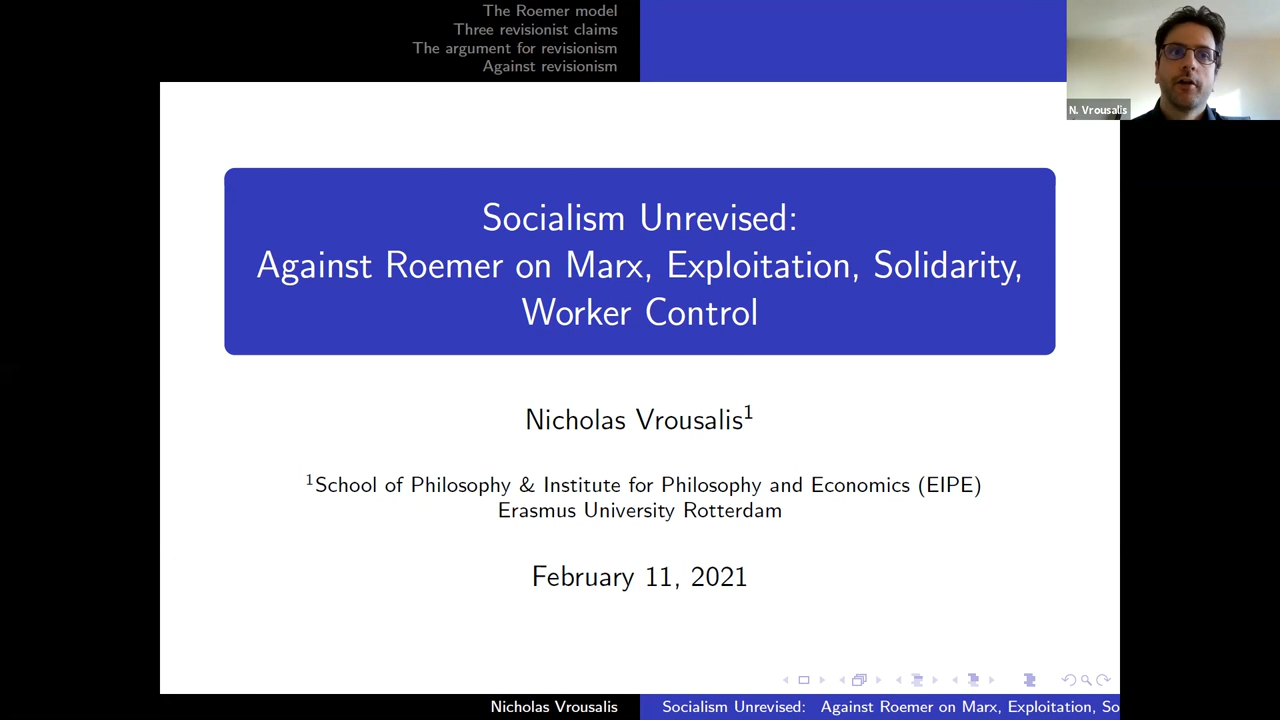 The Roemer model
Three revisionist claims
The argument for revisionism
Against revisionism
N. Vrousalis
Socialism Unrevised:
Against Roemer on Marx, Exploitation, Solidarity,
Worker Control
Nicholas Vrousalis¹
¹School of Philosophy & Institute for Philosophy and Economics (EIPE)
Erasmus University Rotterdam
February 11, 2021
Nicholas Vrousalis
Socialism Unrevised: Against Roemer on Marx, Exploitation, So